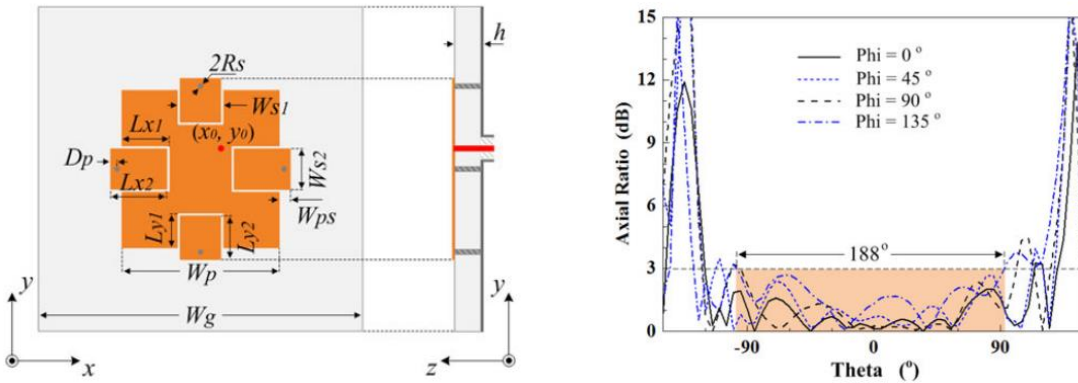 h
2Rs
Ws1
Lx1
(x0, y0)
Dp
Ws2
Lx2
Wps
Ly1
Ly2
Wp
y
y
Wg
x
z
15
12
9
6
3
0
Axial Ratio (dB)
Phi = 0 °
Phi = 45 °
Phi = 90 °
Phi = 135 °
188°
-90
0
90
Theta (°)